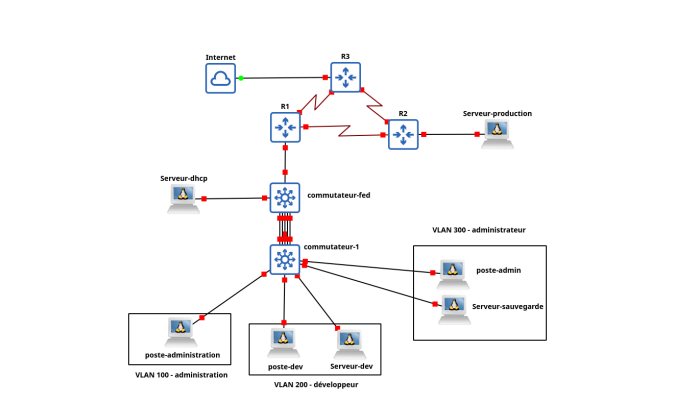 Internet
R3
R1
R2
Serveur-production
Serveur-dhcp
commutateur-fed
commutateur-1
VLAN 300 - administrateur
poste-admin
Serveur-sauvegarde
poste-administration
VLAN 100 - administration
poste-dev
Serveur-dev
VLAN 200 - développeur